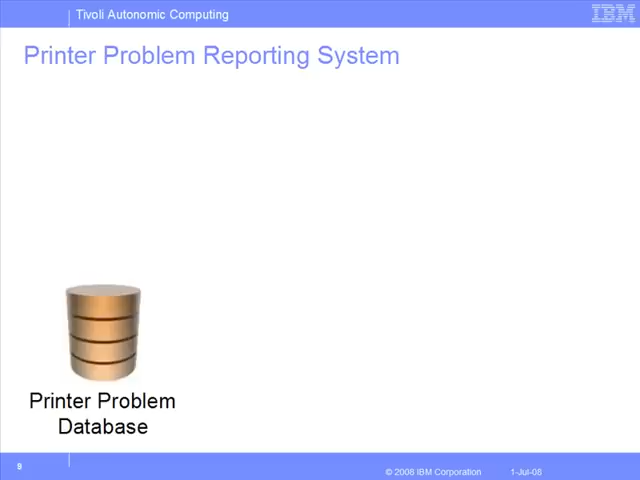 Tivoli Autonomic Computing
IBM
Printer Problem Reporting System
Printer Problem
Database
9
© 2008 IBM Corporation
1-Jul-08